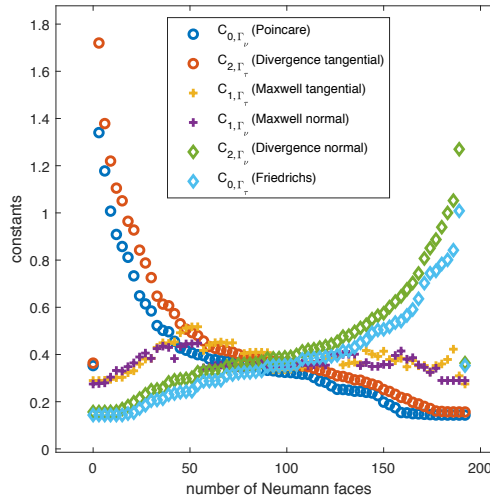 C0,Γν (Poincare)
C2,Γτ (Divergence tangential)
C1,Γτ (Maxwell tangential)
C1,Γν (Maxwell normal)
C2,Γν (Divergence normal)
C0,Γτ (Friedrichs)
1.8
1.6
1.4
1.2
1
0.8
0.6
0.4
0.2
0
constants
0 50 100 150 200
number of Neumann faces